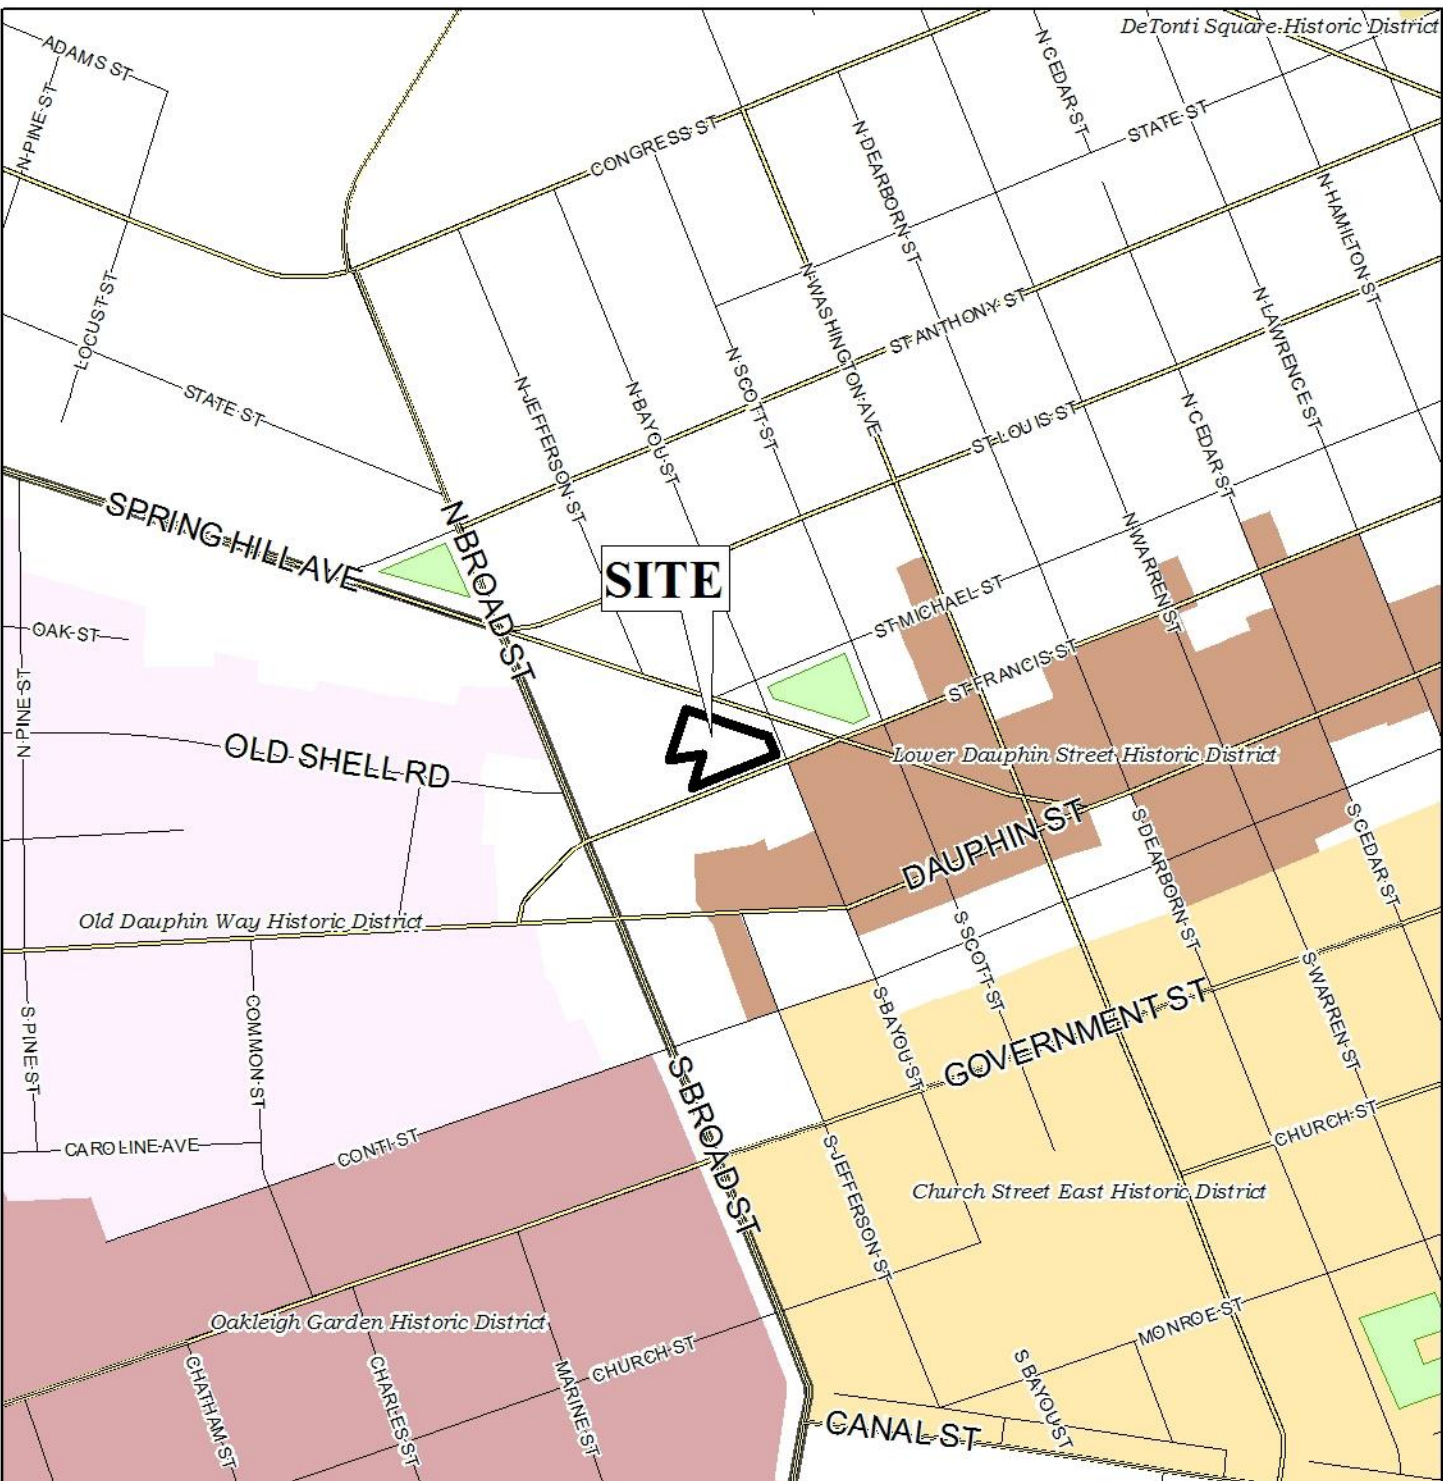 DeTonti Square Historic District
ADAMS ST
N PINE ST
N CEDAR ST
STATE ST
CONGRESS ST
N DEARBORN ST
N HAMILTON ST
LOCUST ST
N WASHINGTON AVE
ST ANTHONY ST
N LAWRENCE ST
STATE ST
N JEFFERSON ST
N BAYOU ST
N SCOTT ST
ST LOUIS ST
N CEDAR ST
SPRING HILL AVE
N BROAD ST
SITE
N WARREN ST
ST MICHAEL ST
OAK ST
N PINE ST
ST FRANCIS ST
OLD SHELL RD
Lower Dauphin Street Historic District
DAUPHIN ST
S DEARBORN ST
S CEDAR ST
Old Dauphin Way Historic District
S SCOTT ST
S WARREN ST
S PINE ST
COMMON ST
S BAYOU ST
GOVERNMENT ST
S BROAD ST
CAROLINE AVE
CONTI ST
CHURCH ST
S JEFFERSON ST
Church Street East Historic District
Oakleigh Garden Historic District
MONROE ST
CHURCH ST
CHATHAM ST
CHARLES ST
MARINE ST
S BAYOU ST
CANAL ST